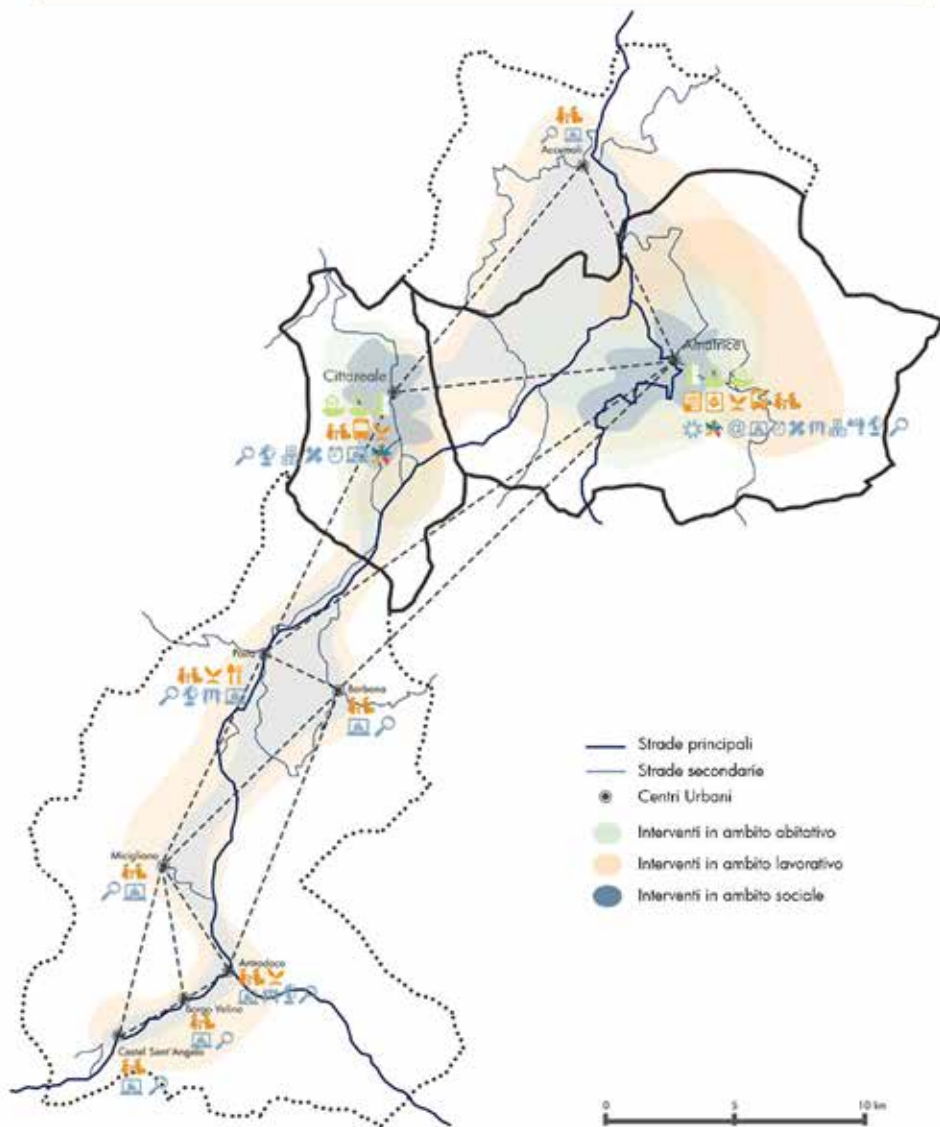 Accumoli
Amatrice
Cittareale
@
Posta
Borbona
Strade principali
Strade secondarie
Centri Urbani
Interventi in ambito abitativo
Interventi in ambito lavorativo
Interventi in ambito sociale
Micigliano
Antrodoco
Borgo Velino
Castel Sant'Angelo
0 5 10 km